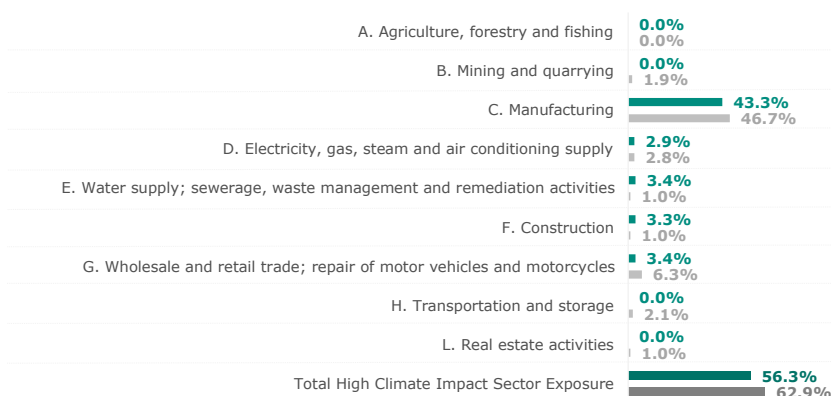 A. Agriculture, forestry and fishing
0.0%
0.0%
B. Mining and quarrying
0.0%
1.9%
C. Manufacturing
43.3%
46.7%
D. Electricity, gas, steam and air conditioning supply
2.9%
2.8%
E. Water supply; sewerage, waste management and remediation activities
3.4%
1.0%
F. Construction
3.3%
1.0%
G. Wholesale and retail trade; repair of motor vehicles and motorcycles
3.4%
6.3%
H. Transportation and storage
0.0%
2.1%
L. Real estate activities
0.0%
1.0%
Total High Climate Impact Sector Exposure
56.3%
62.9%